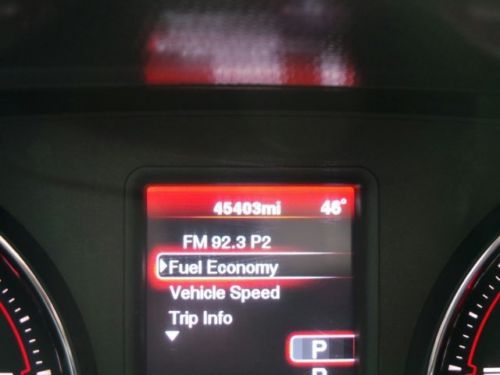 45403mi 46°
FM 92.3 P2
Fuel Economy
Vehicle Speed
Trip Info
P